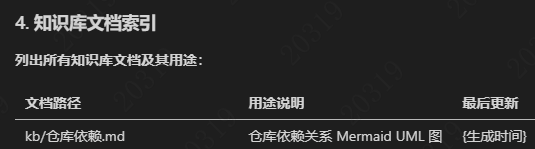 4. 知识库文档索引
列出所有知识库文档及其用途：
文档路径 用途说明 最后更新
kb/仓库依赖.md 仓库依赖关系 Mermaid UML 图 {生成时间}